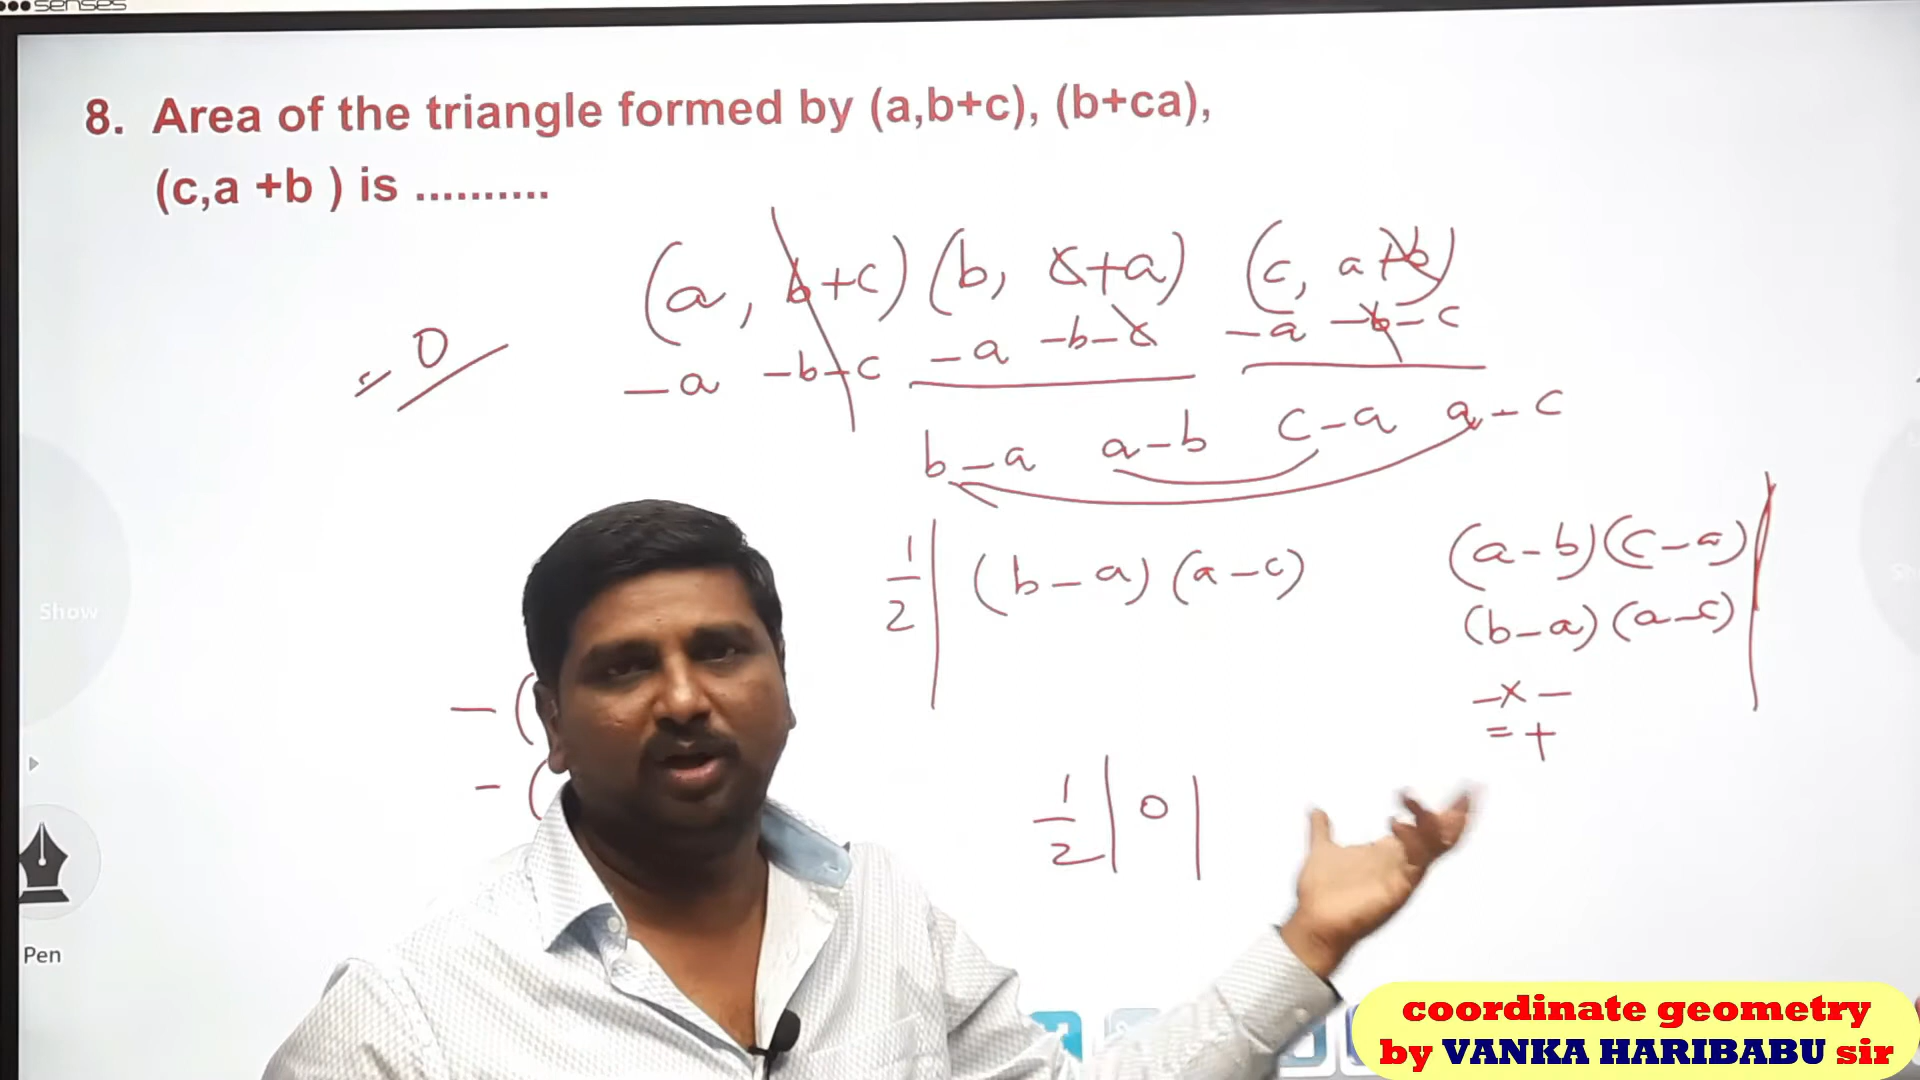 senses
8. Area of the triangle formed by (a,b+c), (b+ca),
(c,a +b ) is ..........
(a, b+c) (b, c+a) (c, a+b)
-a -b-c -a -b-c -a -b-c
= 0
b-a a-b c-a a-c
1/2 | (b-a)(a-c) (a-b)(c-a) |
(b-a)(a-c)
-x-
= +
-(
-(
1/2 | 0 |
Show
Pen
coordinate geometry
by VANKA HARIBABU sir